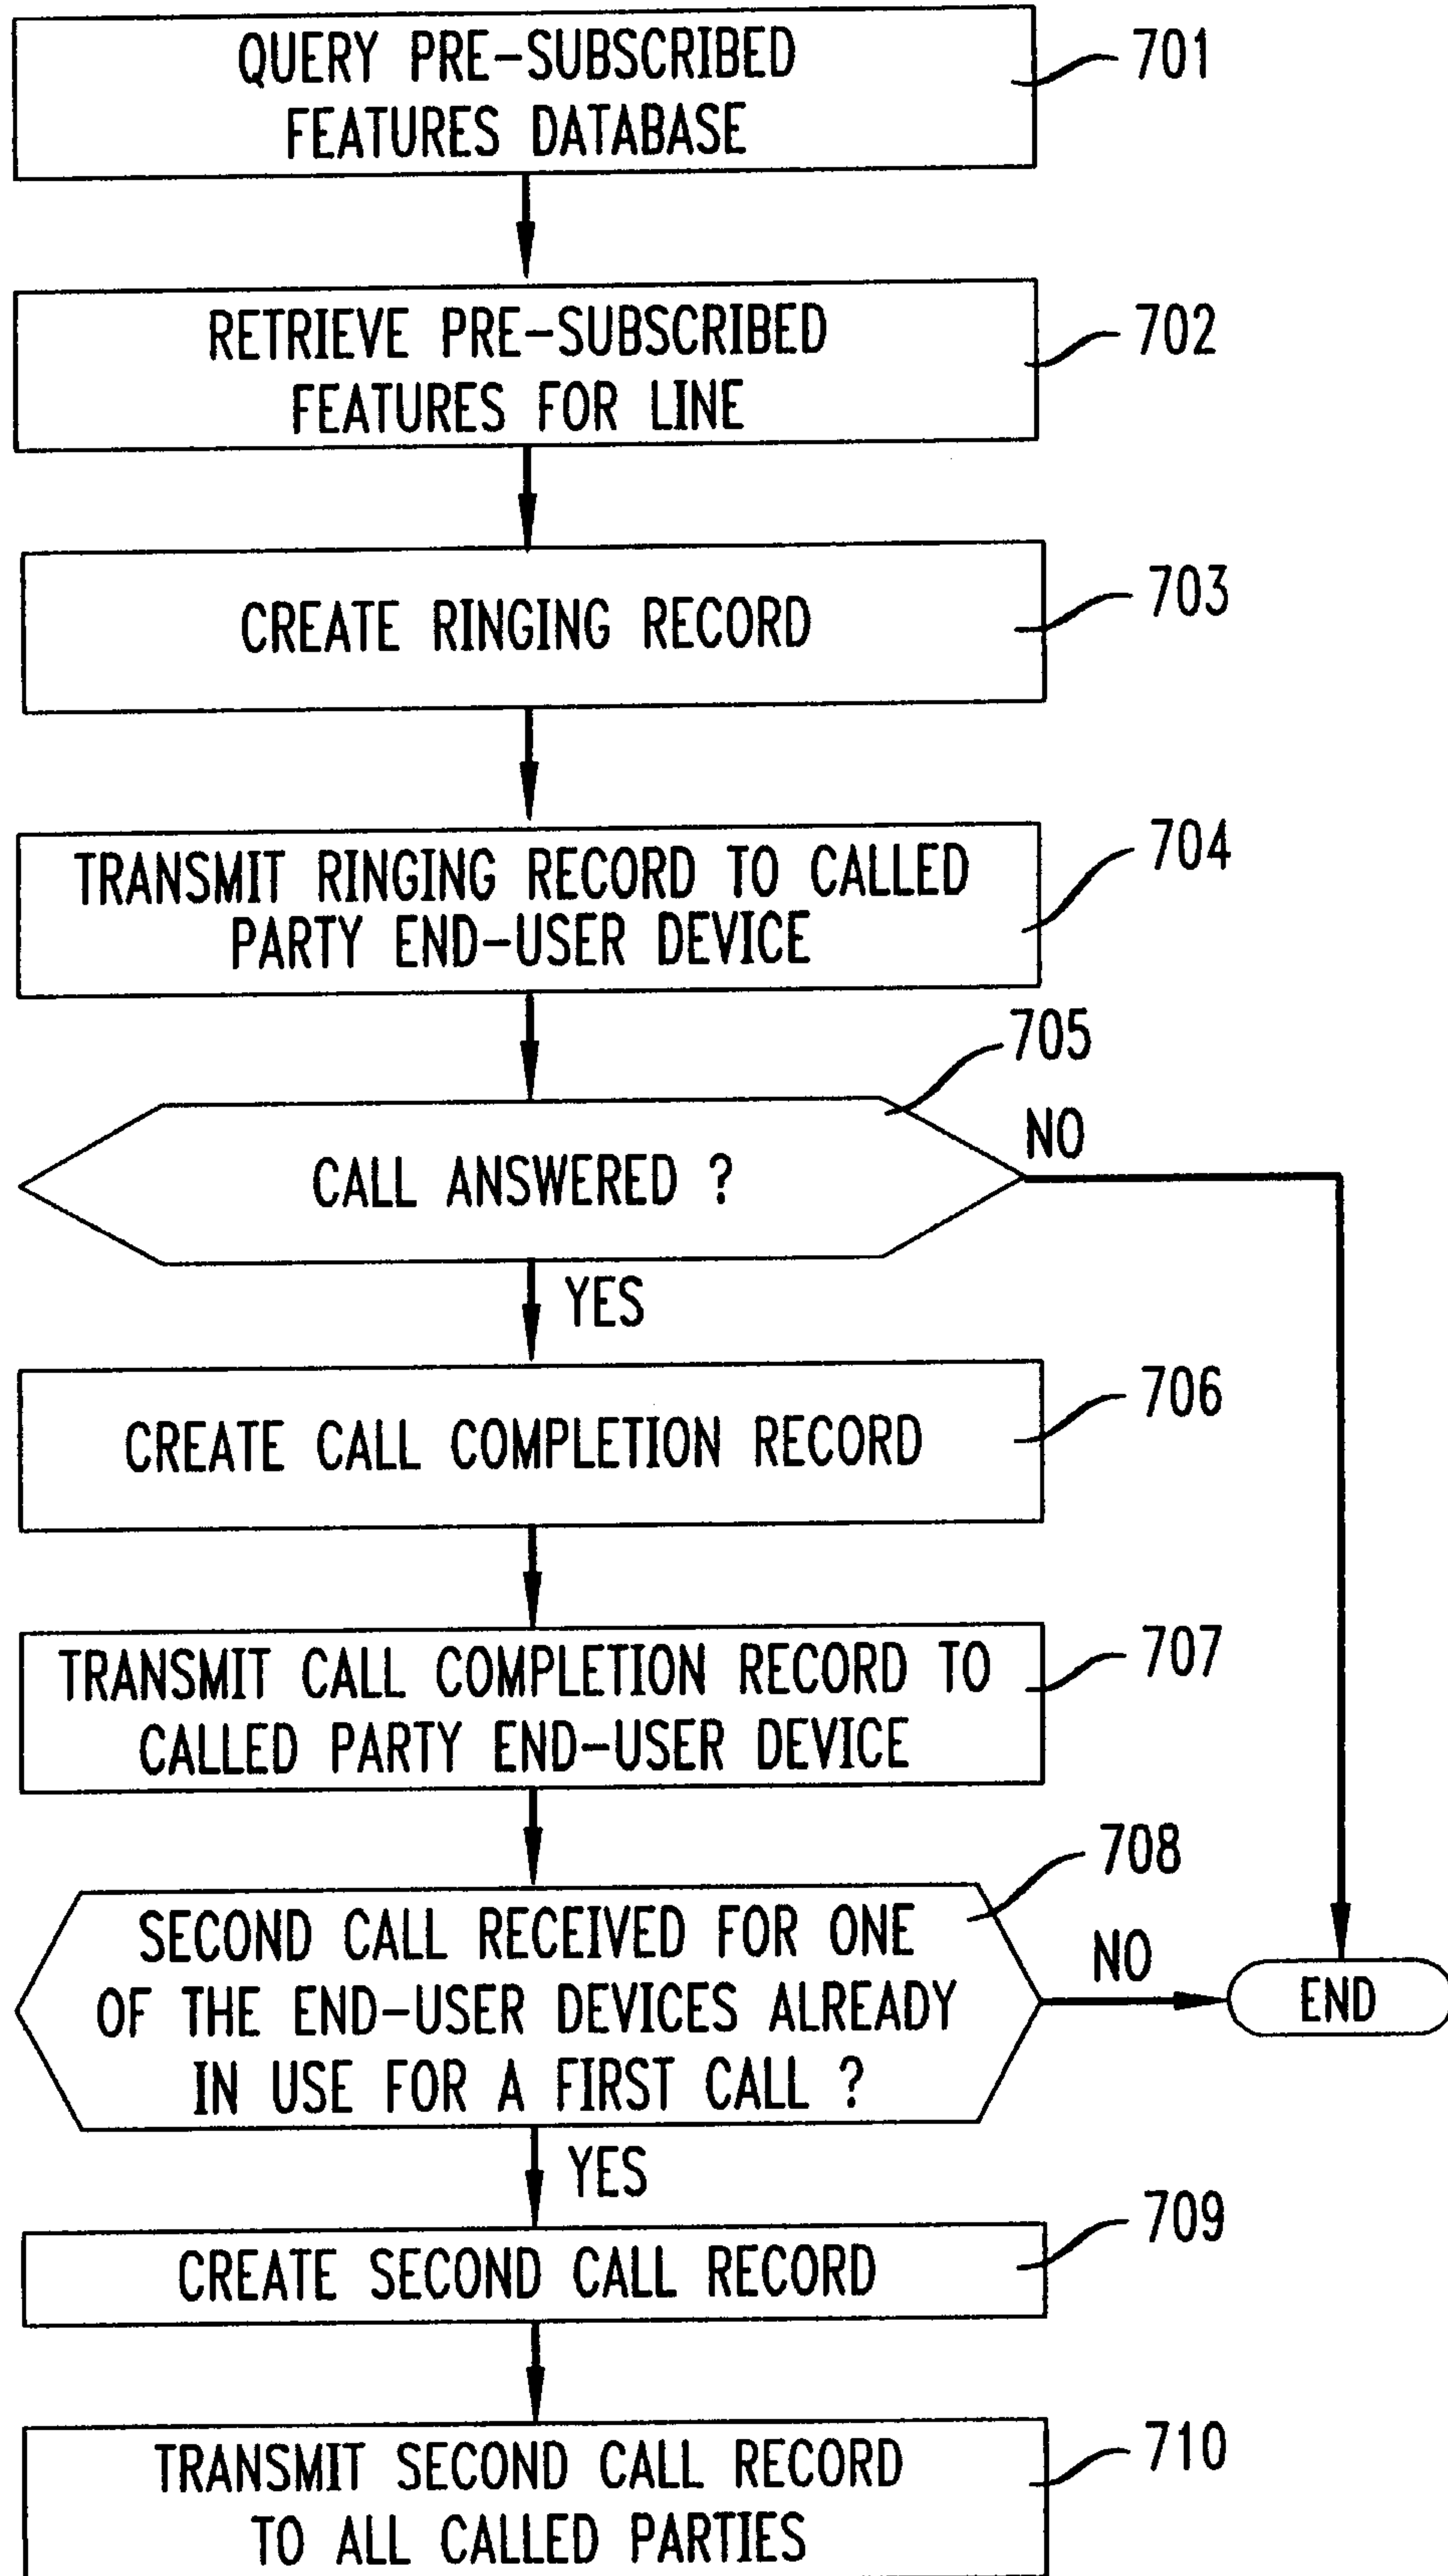 QUERY PRE-SUBSCRIBED
FEATURES DATABASE
701
RETRIEVE PRE-SUBSCRIBED
FEATURES FOR LINE
702
CREATE RINGING RECORD
703
TRANSMIT RINGING RECORD TO CALLED
PARTY END-USER DEVICE
704
705
CALL ANSWERED ?
NO
YES
CREATE CALL COMPLETION RECORD
706
TRANSMIT CALL COMPLETION RECORD TO
CALLED PARTY END-USER DEVICE
707
708
SECOND CALL RECEIVED FOR ONE
OF THE END-USER DEVICES ALREADY
IN USE FOR A FIRST CALL ?
NO
END
YES
CREATE SECOND CALL RECORD
709
TRANSMIT SECOND CALL RECORD
TO ALL CALLED PARTIES
710